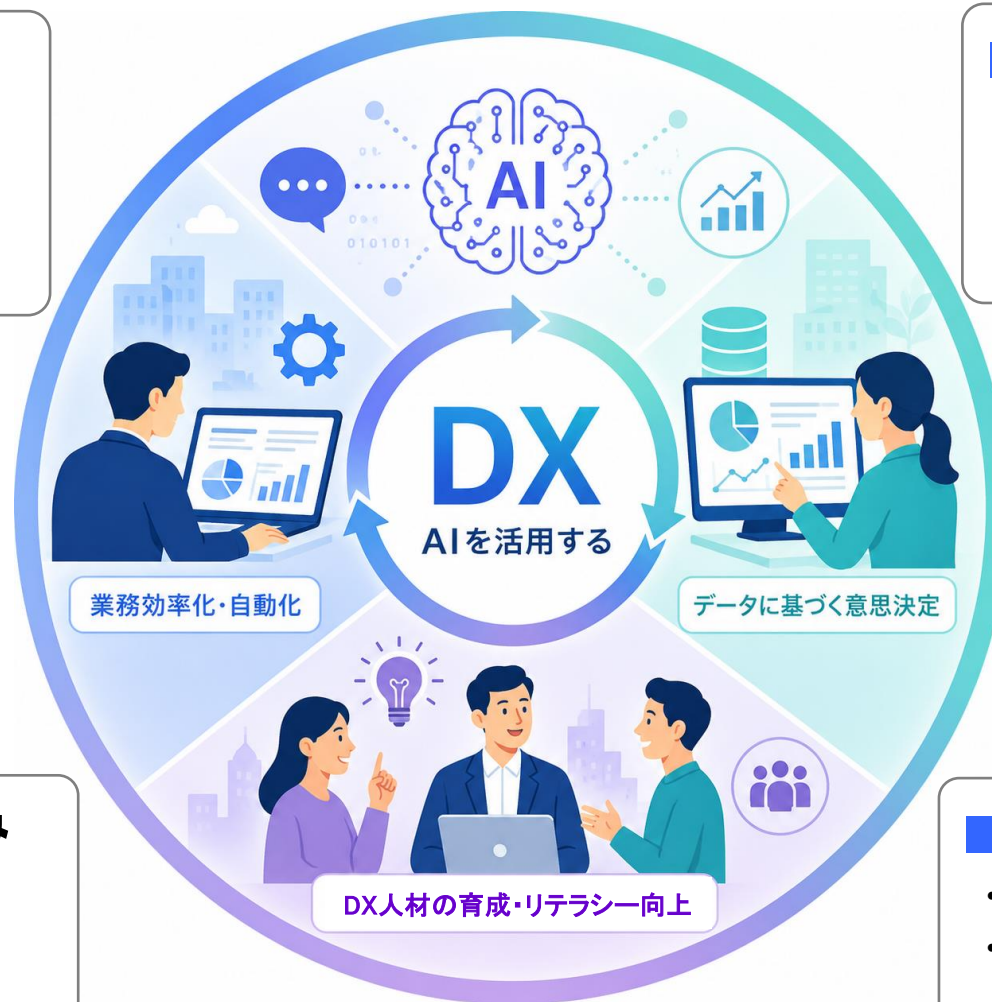 AI
010101
DX
AIを活用する
業務効率化・自動化
データに基づく意思決定
み
DX人材の育成・リテラシー向上